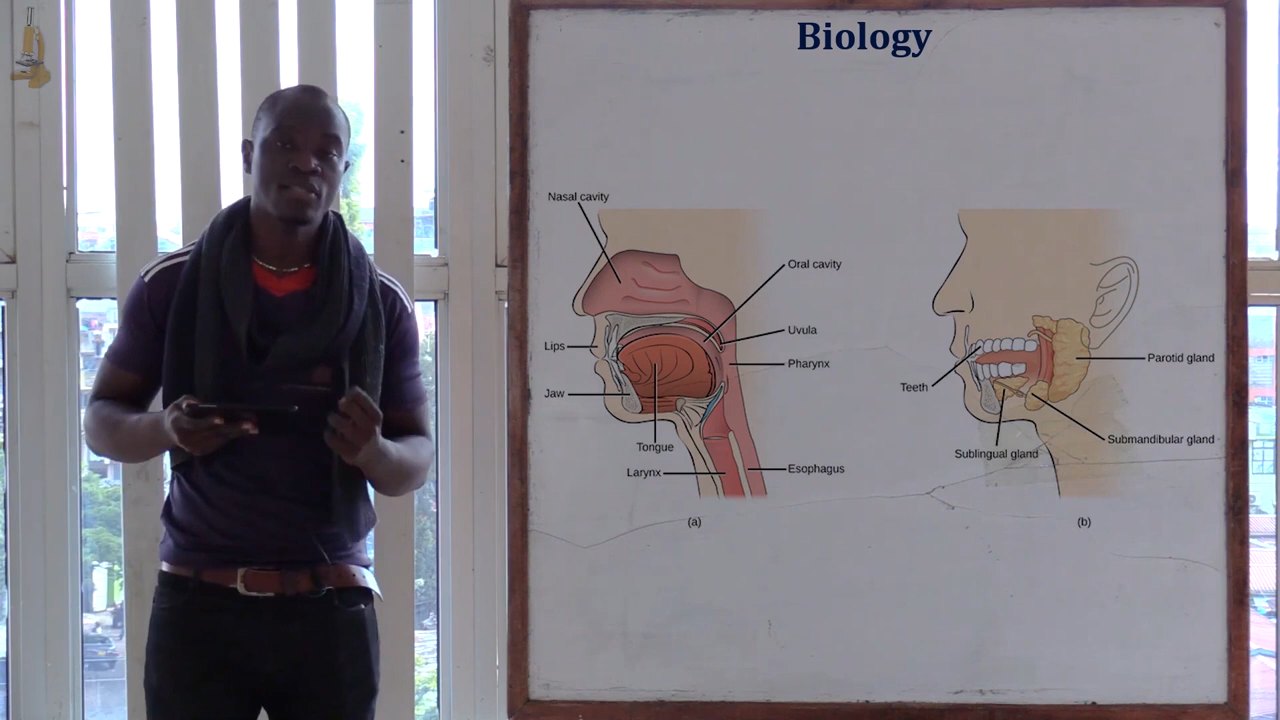 Biology
Nasal cavity
Oral cavity
Uvula
Lips
Pharynx
Jaw
Tongue
Larynx
Esophagus
(a)
Parotid gland
Teeth
Submandibular gland
Sublingual gland
(b)